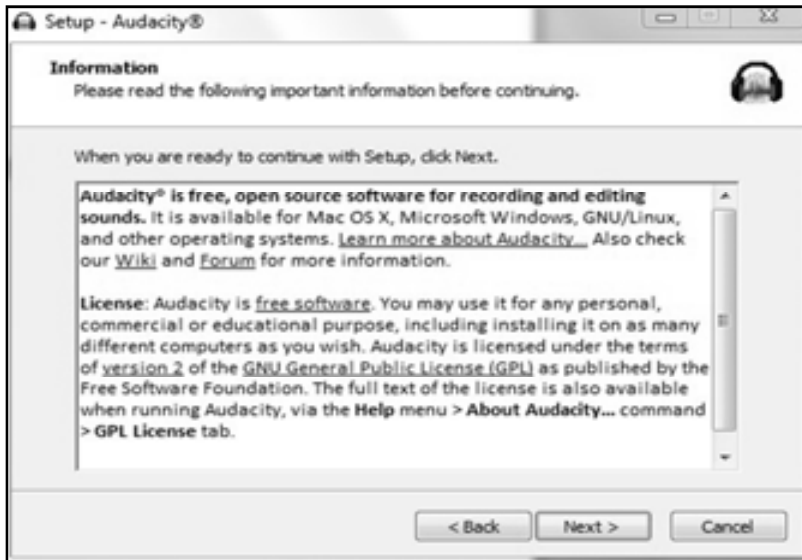 Setup - Audacity®
Information
Please read the following important information before continuing.
When you are ready to continue with Setup, click Next.
Audacity® is free, open source software for recording and editing
sounds. It is available for Mac OS X, Microsoft Windows, GNU/Linux,
and other operating systems. Learn more about Audacity... Also check
our Wiki and Forum for more information.
License: Audacity is free software. You may use it for any personal,
commercial or educational purpose, including installing it on as many
different computers as you wish. Audacity is licensed under the terms
of version 2 of the GNU General Public License (GPL) as published by the
Free Software Foundation. The full text of the license is also available
when running Audacity, via the Help menu > About Audacity... command
> GPL License tab.
< Back Next > Cancel